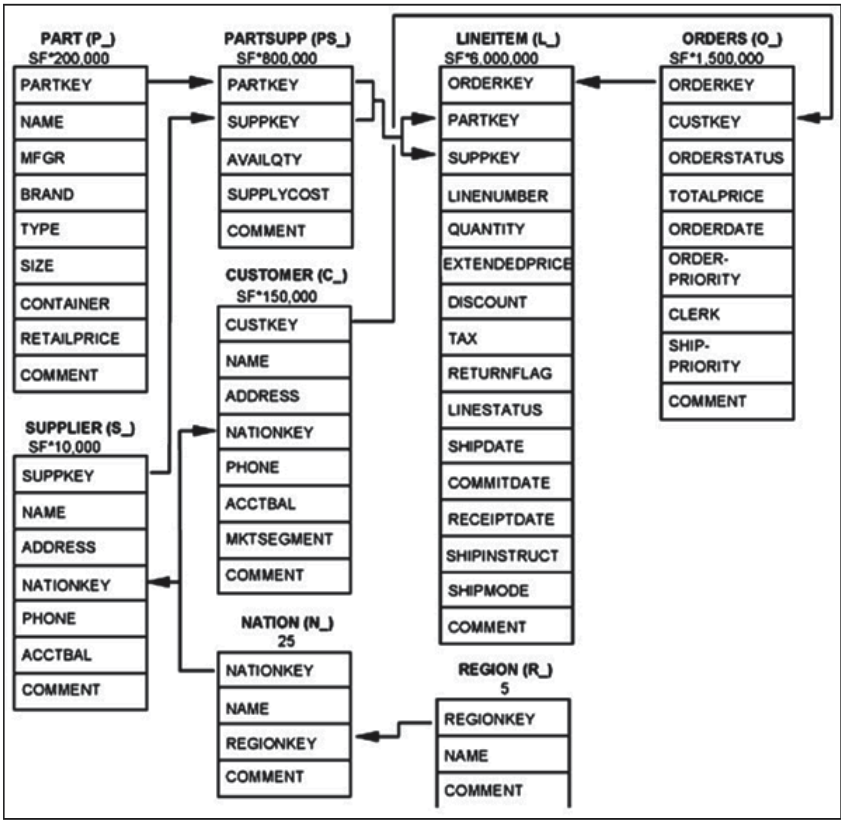 PART (P_)
SF*200,000
PARTKEY
NAME
MFGR
BRAND
TYPE
SIZE
CONTAINER
RETAILPRICE
COMMENT
SUPPLIER (S_)
SF*10,000
SUPPKEY
NAME
ADDRESS
NATIONKEY
PHONE
ACCTBAL
COMMENT
PARTSUPP (PS_)
SF*800,000
PARTKEY
SUPPKEY
AVAILQTY
SUPPLYCOST
COMMENT
CUSTOMER (C_)
SF*150,000
CUSTKEY
NAME
ADDRESS
NATIONKEY
PHONE
ACCTBAL
MKTSEGMENT
COMMENT
NATION (N_)
25
NATIONKEY
NAME
REGIONKEY
COMMENT
LINEITEM (L_)
SF*6,000,000
ORDERKEY
PARTKEY
SUPPKEY
LINENUMBER
QUANTITY
EXTENDEDPRICE
DISCOUNT
TAX
RETURNFLAG
LINESTATUS
SHIPDATE
COMMITDATE
RECEIPTDATE
SHIPINSTRUCT
SHIPMODE
COMMENT
REGION (R_)
5
REGIONKEY
NAME
COMMENT
ORDERS (O_)
SF*1,500,000
ORDERKEY
CUSTKEY
ORDERSTATUS
TOTALPRICE
ORDERDATE
ORDER-
PRIORITY
CLERK
SHIP-
PRIORITY
COMMENT